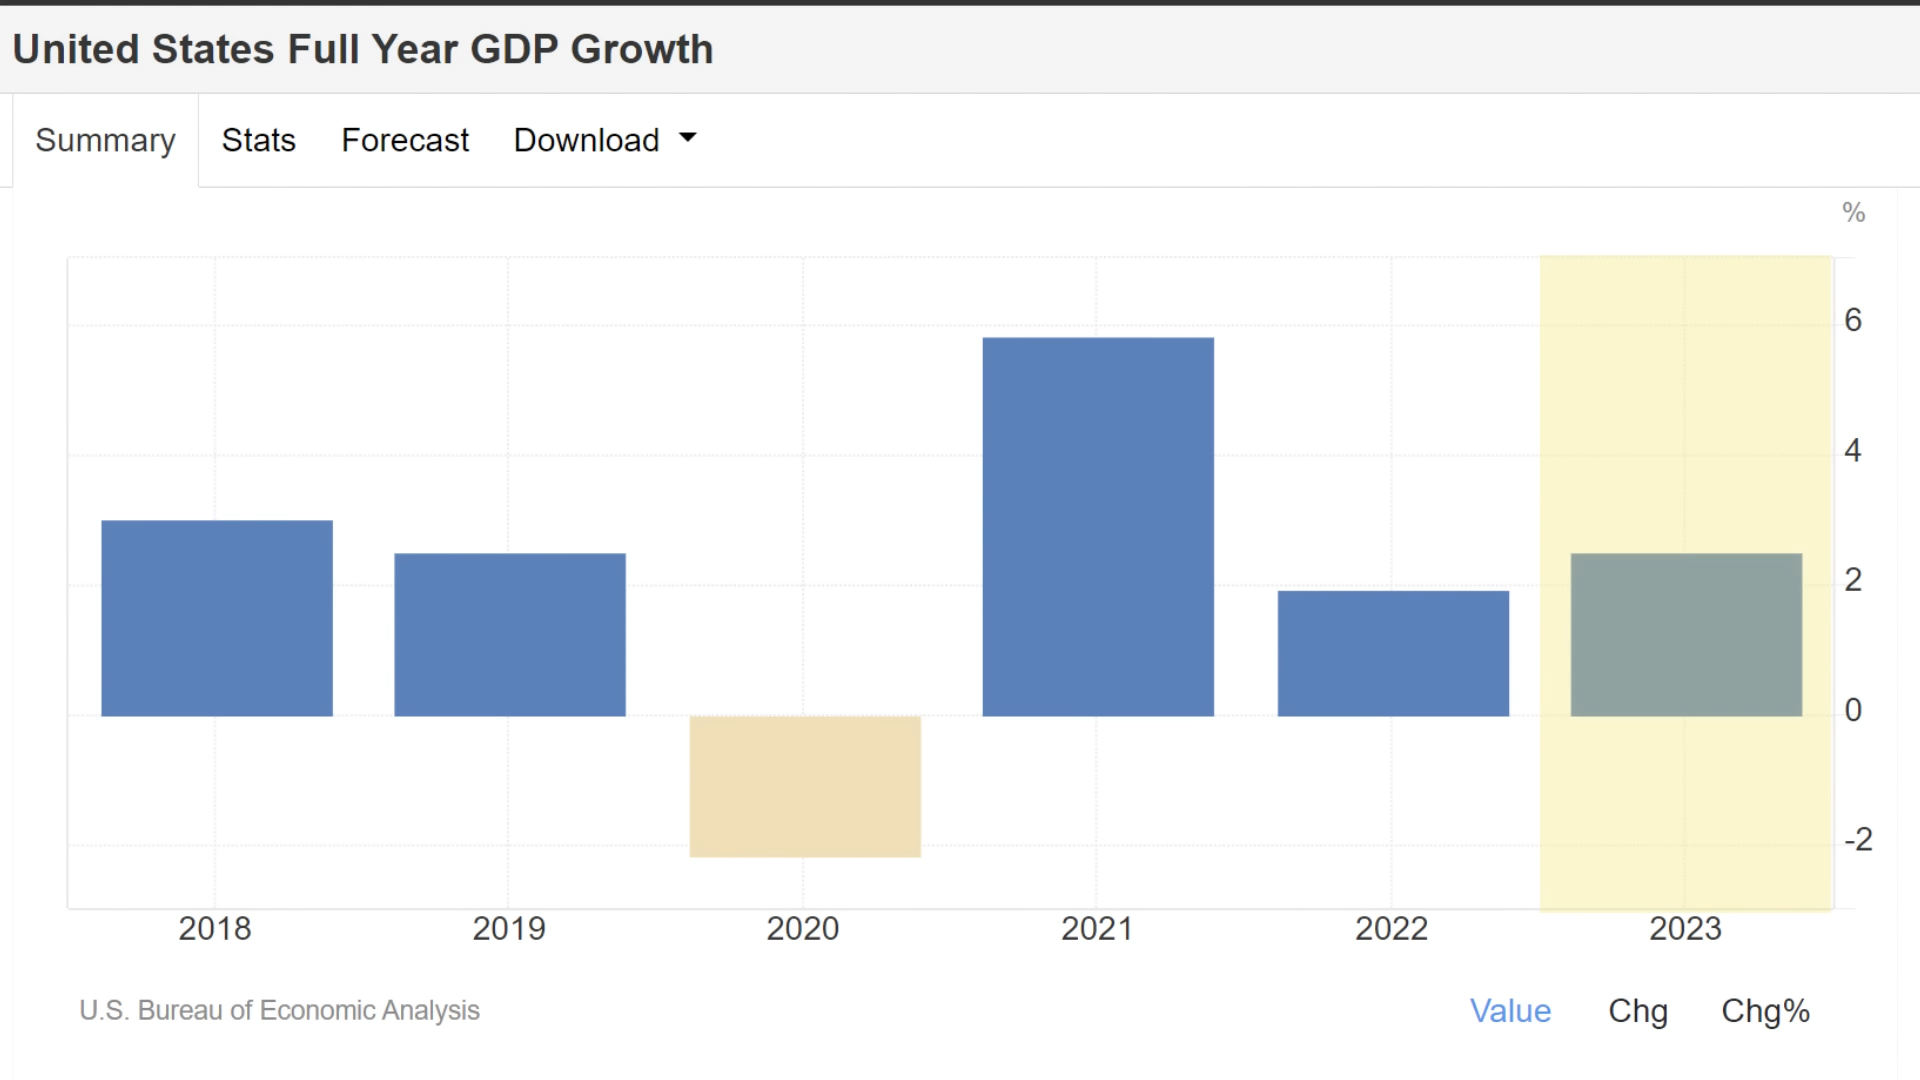 United States Full Year GDP Growth
Summary Stats Forecast Download
%
6
4
2
0
-2
2018 2019 2020 2021 2022 2023
U.S. Bureau of Economic Analysis Value Chg Chg%